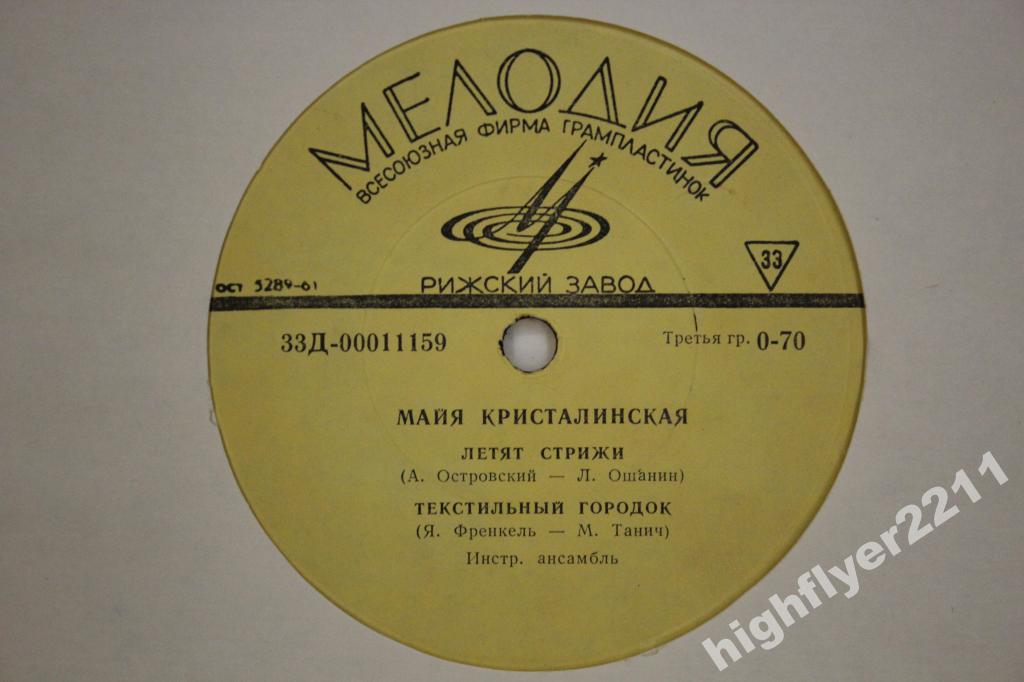 МЕЛОДИЯ
ВСЕСОЮЗНАЯ ФИРМА ГРАМПЛАСТИНОК
33
РИЖСКИЙ ЗАВОД
ОСТ 5289-61
33Д-00011159
Третья гр. 0-70
МАЙЯ КРИСТАЛИНСКАЯ
ЛЕТЯТ СТРИЖИ
(А. Островский — Л. Ошанин)
ТЕКСТИЛЬНЫЙ ГОРОДОК
(Я. Френкель — М. Танич)
Инстр. ансамбль
highflyer2211